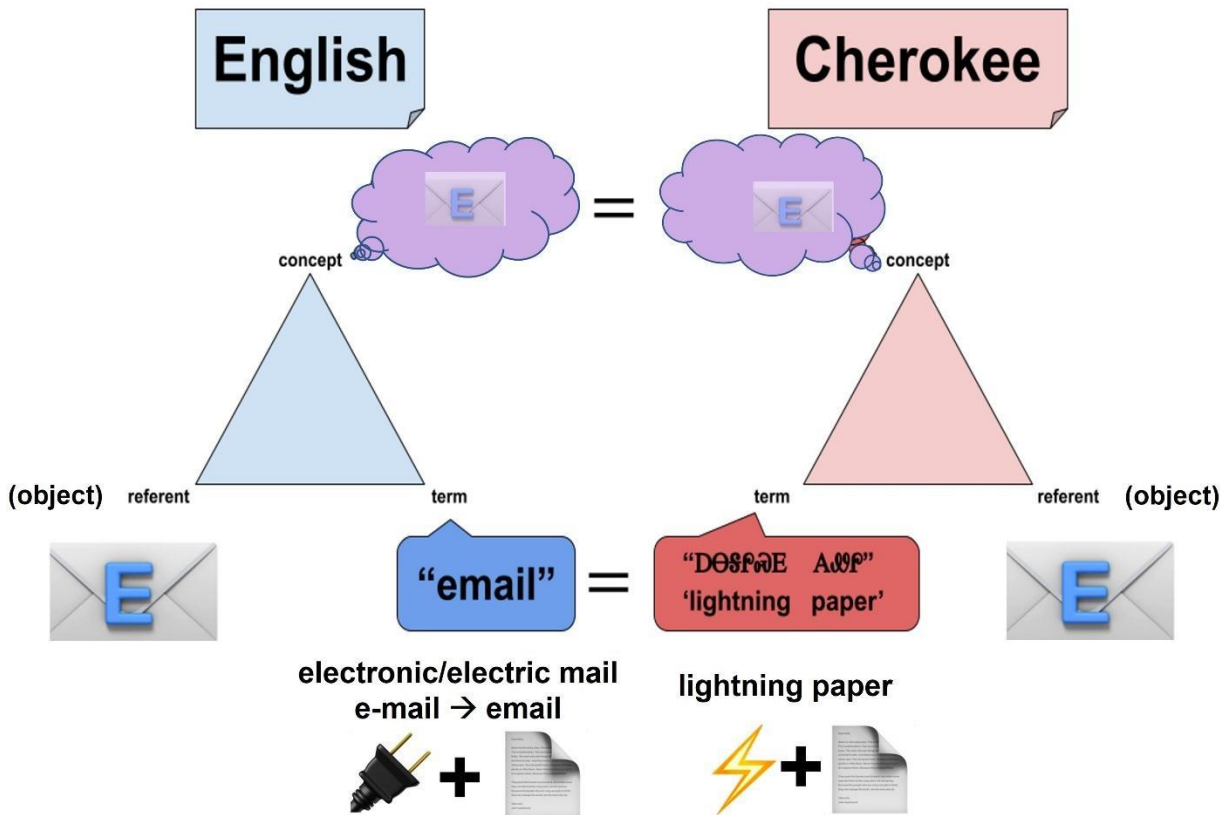 English
Cherokee
E
=
E
concept
concept
(object)
referent
term
term
referent
(object)
E
“email”
=
“ᎠᎾᎦᎵᏍᎬ ᎪᏪᎵ”
‘lightning paper’
E
electronic/electric mail
e-mail → email
lightning paper
+
+